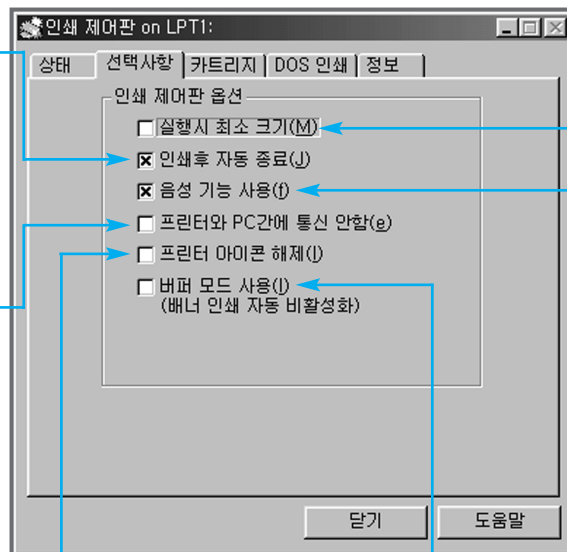 인쇄 제어판 on LPT1:
상태 선택사항 카트리지 DOS 인쇄 정보
인쇄 제어판 옵션
실행시 최소 크기(M)
인쇄후 자동 종료(J)
음성 기능 사용(f)
프린터와 PC간에 통신 안함(e)
프린터 아이콘 해제(I)
버퍼 모드 사용(I)
(배너 인쇄 자동 비활성화)
닫기 도움말